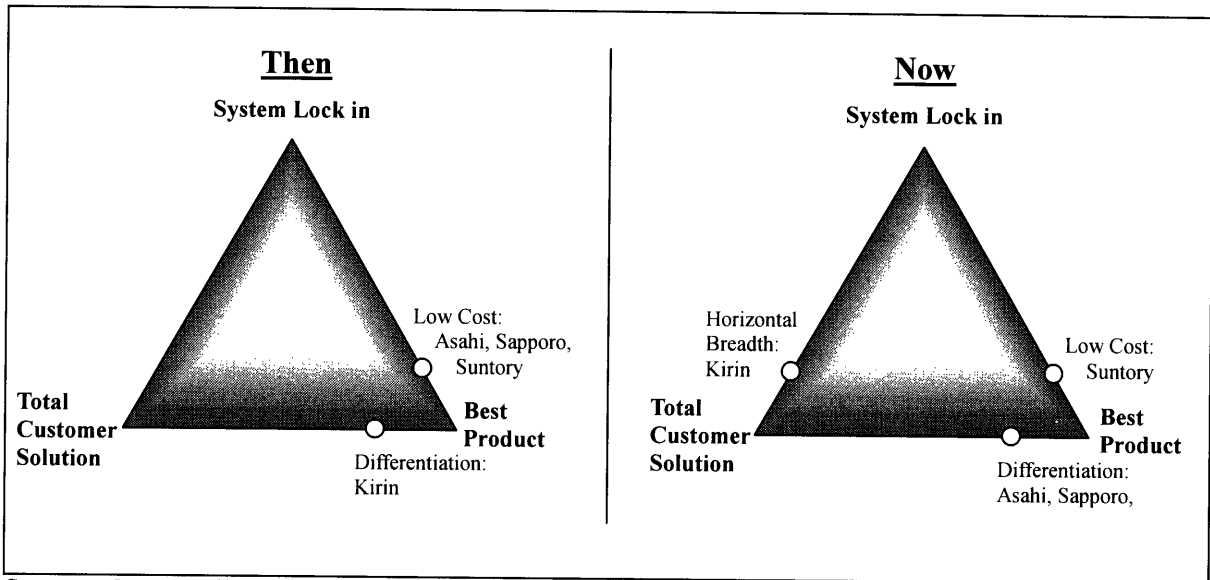 Then
System Lock in
Low Cost:
Asahi, Sapporo,
Suntory
Total
Customer
Solution
Best
Product
Differentiation:
Kirin
Now
System Lock in
Horizontal
Breadth:
Kirin
Low Cost:
Suntory
Total
Customer
Solution
Best
Product
Differentiation:
Asahi, Sapporo,